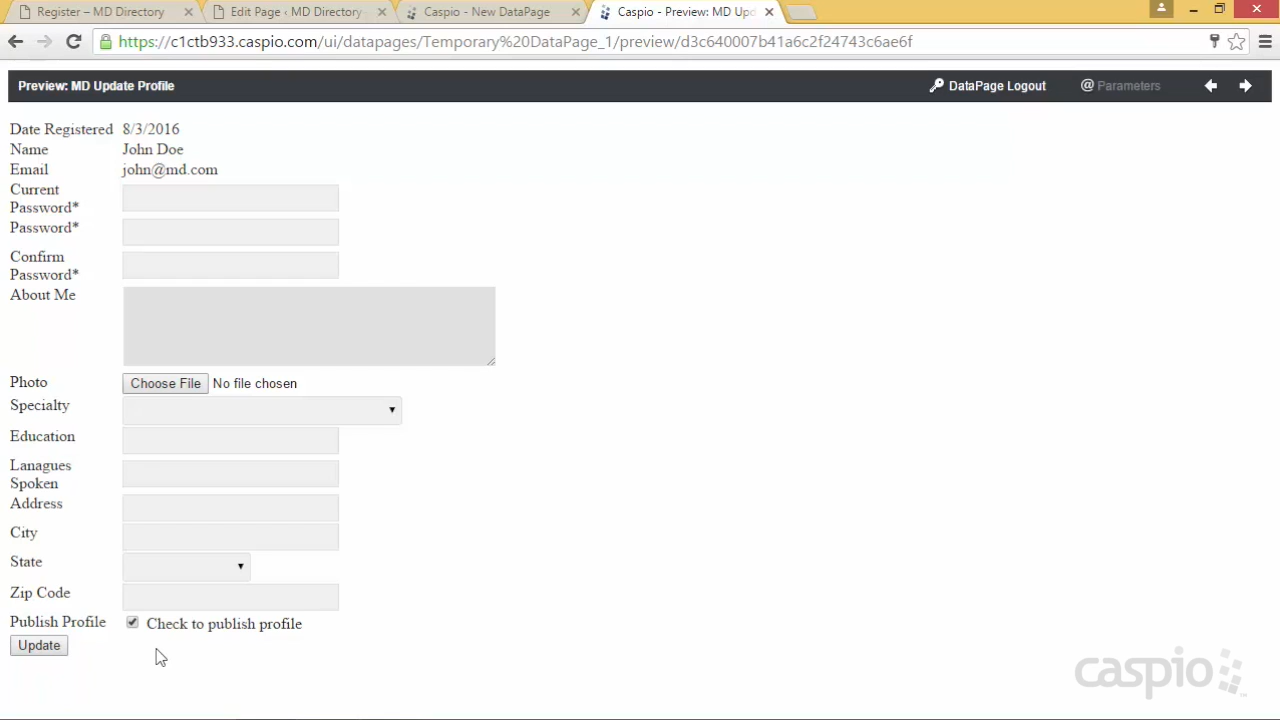 Register – MD Directory
Edit Page ‹ MD Directory
Caspio - New DataPage
Caspio - Preview: MD Upd
https://c1ctb933.caspio.com/ui/datapages/Temporary%20DataPage_1/preview/d3c640007b41a6c2f24743c6ae6f
Preview: MD Update Profile
DataPage Logout
@ Parameters
Date Registered 8/3/2016
Name John Doe
Email john@md.com
Current
Password*
Password*
Confirm
Password*
About Me
Photo Choose File No file chosen
Specialty
Education
Lanagues
Spoken
Address
City
State
Zip Code
Publish Profile Check to publish profile
Update
caspio